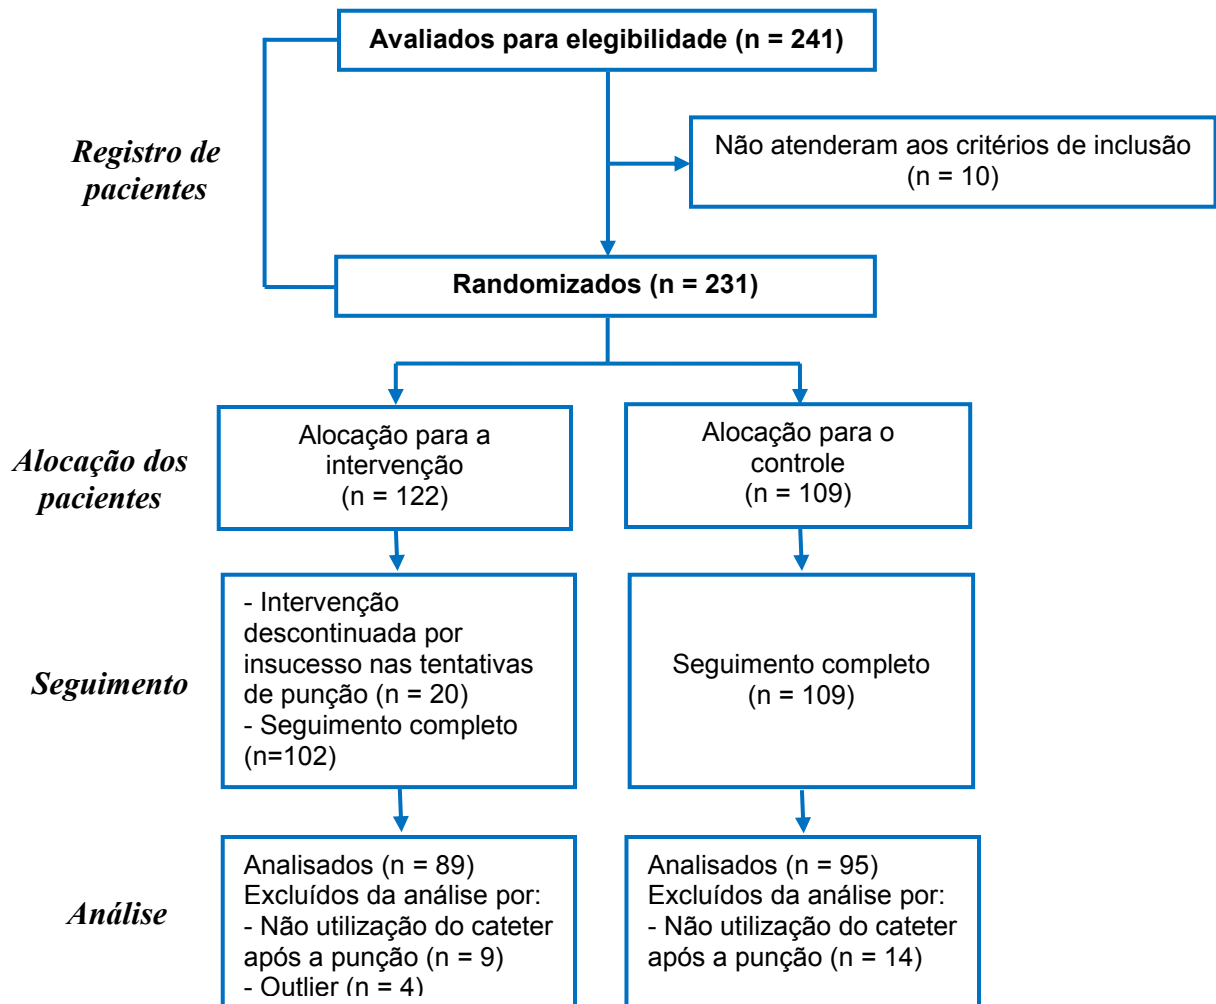 Avaliados para elegibilidade (n = 241)
Registro de
pacientes
Não atenderam aos critérios de inclusão
(n = 10)
Randomizados (n = 231)
Alocação dos
pacientes
Alocação para a
intervenção
(n = 122)
Alocação para o
controle
(n = 109)
Seguimento
- Intervenção
descontinuada por
insucesso nas tentativas
de punção (n = 20)
- Seguimento completo
(n=102)
Seguimento completo
(n = 109)
Análise
Analisados (n = 89)
Excluídos da análise por:
- Não utilização do cateter
após a punção (n = 9)
- Outlier (n = 4)
Analisados (n = 95)
Excluídos da análise por:
- Não utilização do cateter
após a punção (n = 14)